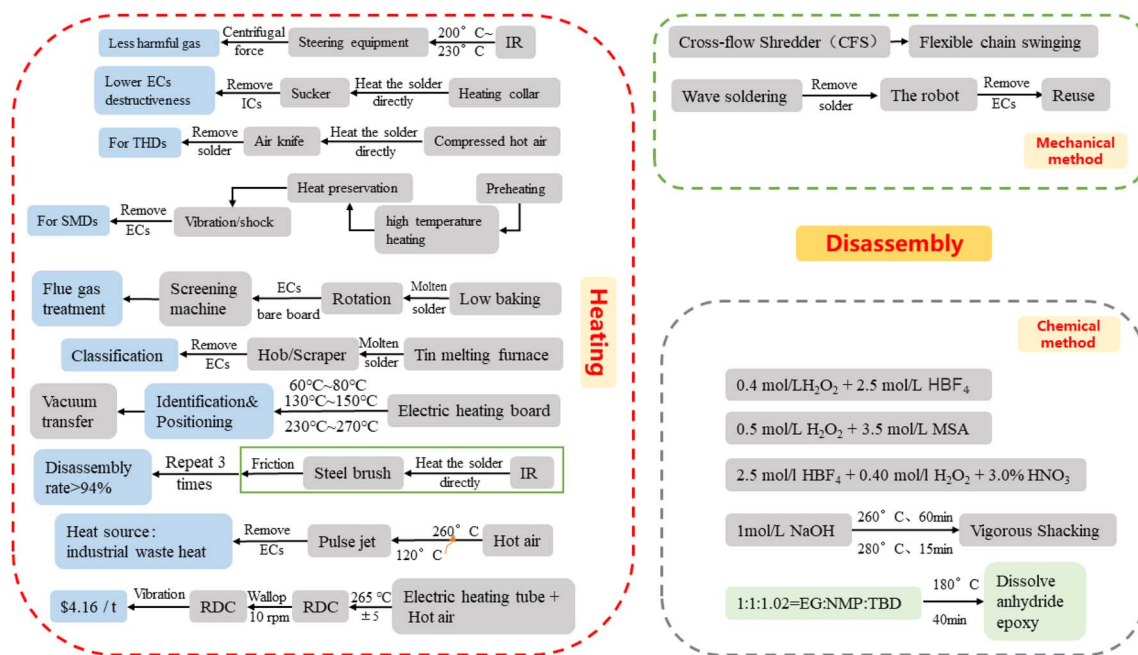 Less harmful gas
Centrifugal
force
Steering equipment
200° C~
230° C
IR
Lower ECs
destructiveness
Remove
ICs
Sucker
Heat the solder
directly
Heating collar
For THDs
Remove
solder
Air knife
Heat the solder
directly
Compressed hot air
For SMDs
Remove
ECs
Vibration/shock
Heat preservation
high temperature
heating
Preheating
Flue gas
treatment
Screening
machine
ECs
bare board
Rotation
Molten
solder
Low baking
Classification
Remove
ECs
Hob/Scraper
Molten
solder
Tin melting furnace
Vacuum
transfer
Identification&
Positioning
60℃~80℃
130℃~150℃
230℃~270℃
Electric heating board
Disassembly
rate>94%
Repeat 3
times
Friction
Steel brush
Heat the solder
directly
IR
Heat source:
industrial waste heat
Remove
ECs
Pulse jet
260° C
120° C
Hot air
$4.16 / t
Vibration
RDC
Wallop
10 rpm
RDC
265 ℃
±5
Electric heating tube +
Hot air
Heating
Cross-flow Shredder（CFS）
Flexible chain swinging
Wave soldering
Remove
solder
The robot
Remove
ECs
Reuse
Mechanical
method
Disassembly
Chemical
method
0.4 mol/LH₂O₂ + 2.5 mol/L HBF₄
0.5 mol/L H₂O₂ + 3.5 mol/L MSA
2.5 mol/l HBF₄ + 0.40 mol/l H₂O₂ + 3.0% HNO₃
1mol/L NaOH
260° C、60min
280° C、15min
Vigorous Shacking
1:1:1.02=EG:NMP:TBD
180° C
40min
Dissolve
anhydride
epoxy